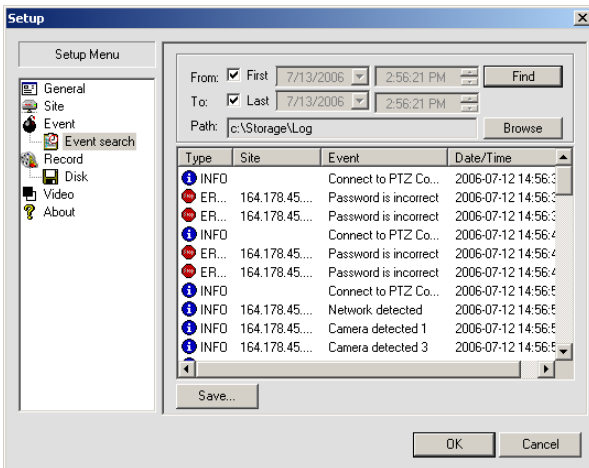 Setup
Setup Menu
General
Site
Event
Event search
Record
Disk
Video
About
From: First 7/13/2006 2:56:21 PM Find
To: Last 7/13/2006 2:56:21 PM
Path: c:\Storage\Log Browse
Type Site Event Date/Time
INFO Connect to PTZ Co... 2006-07-12 14:56:3
ER... 164.178.45.... Password is incorrect 2006-07-12 14:56:3
ER... 164.178.45.... Password is incorrect 2006-07-12 14:56:3
INFO Connect to PTZ Co... 2006-07-12 14:56:4
ER... 164.178.45.... Password is incorrect 2006-07-12 14:56:4
ER... 164.178.45.... Password is incorrect 2006-07-12 14:56:4
INFO Connect to PTZ Co... 2006-07-12 14:56:5
INFO 164.178.45.... Network detected 2006-07-12 14:56:5
INFO 164.178.45.... Camera detected 1 2006-07-12 14:56:5
INFO 164.178.45.... Camera detected 3 2006-07-12 14:56:5
Save...
OK Cancel